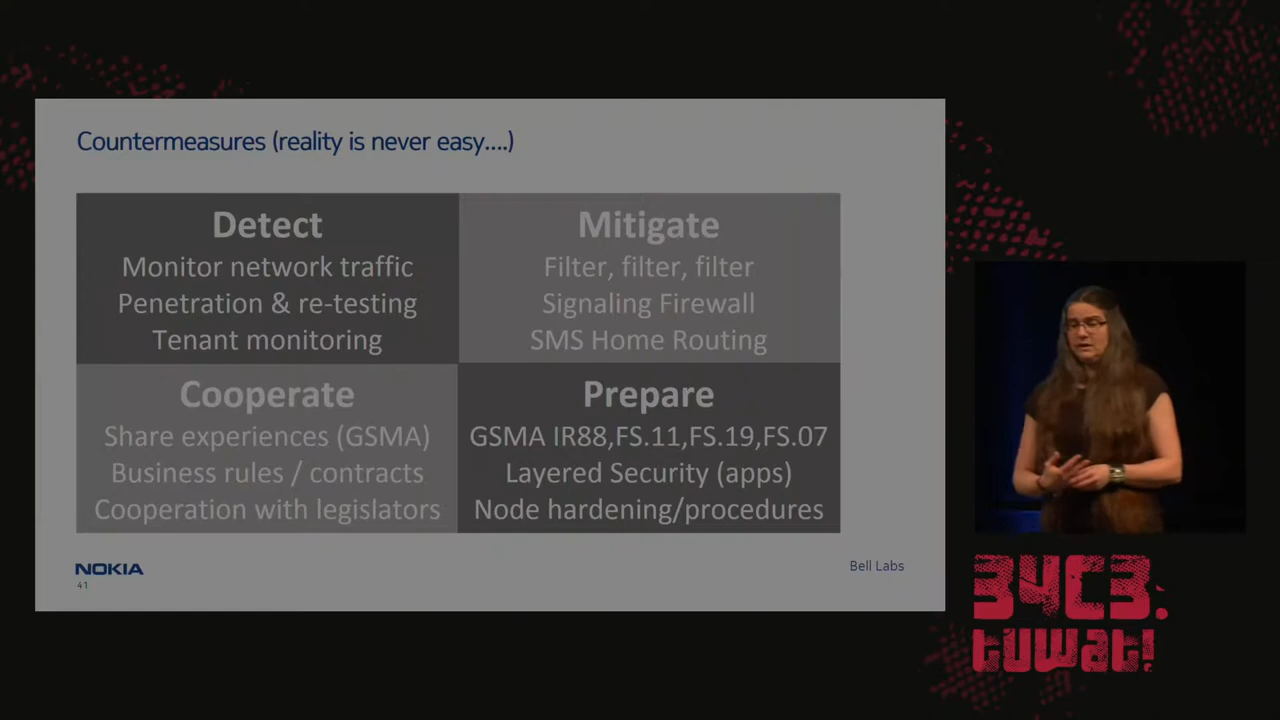 Countermeasures (reality is never easy....)
Detect
Monitor network traffic
Penetration & re-testing
Tenant monitoring
Mitigate
Filter, filter, filter
Signaling Firewall
SMS Home Routing
Cooperate
Share experiences (GSMA)
Business rules / contracts
Cooperation with legislators
Prepare
GSMA IR88,FS.11,FS.19,FS.07
Layered Security (apps)
Node hardening/procedures
NOKIA
41
Bell Labs
34C3.
tuwat!